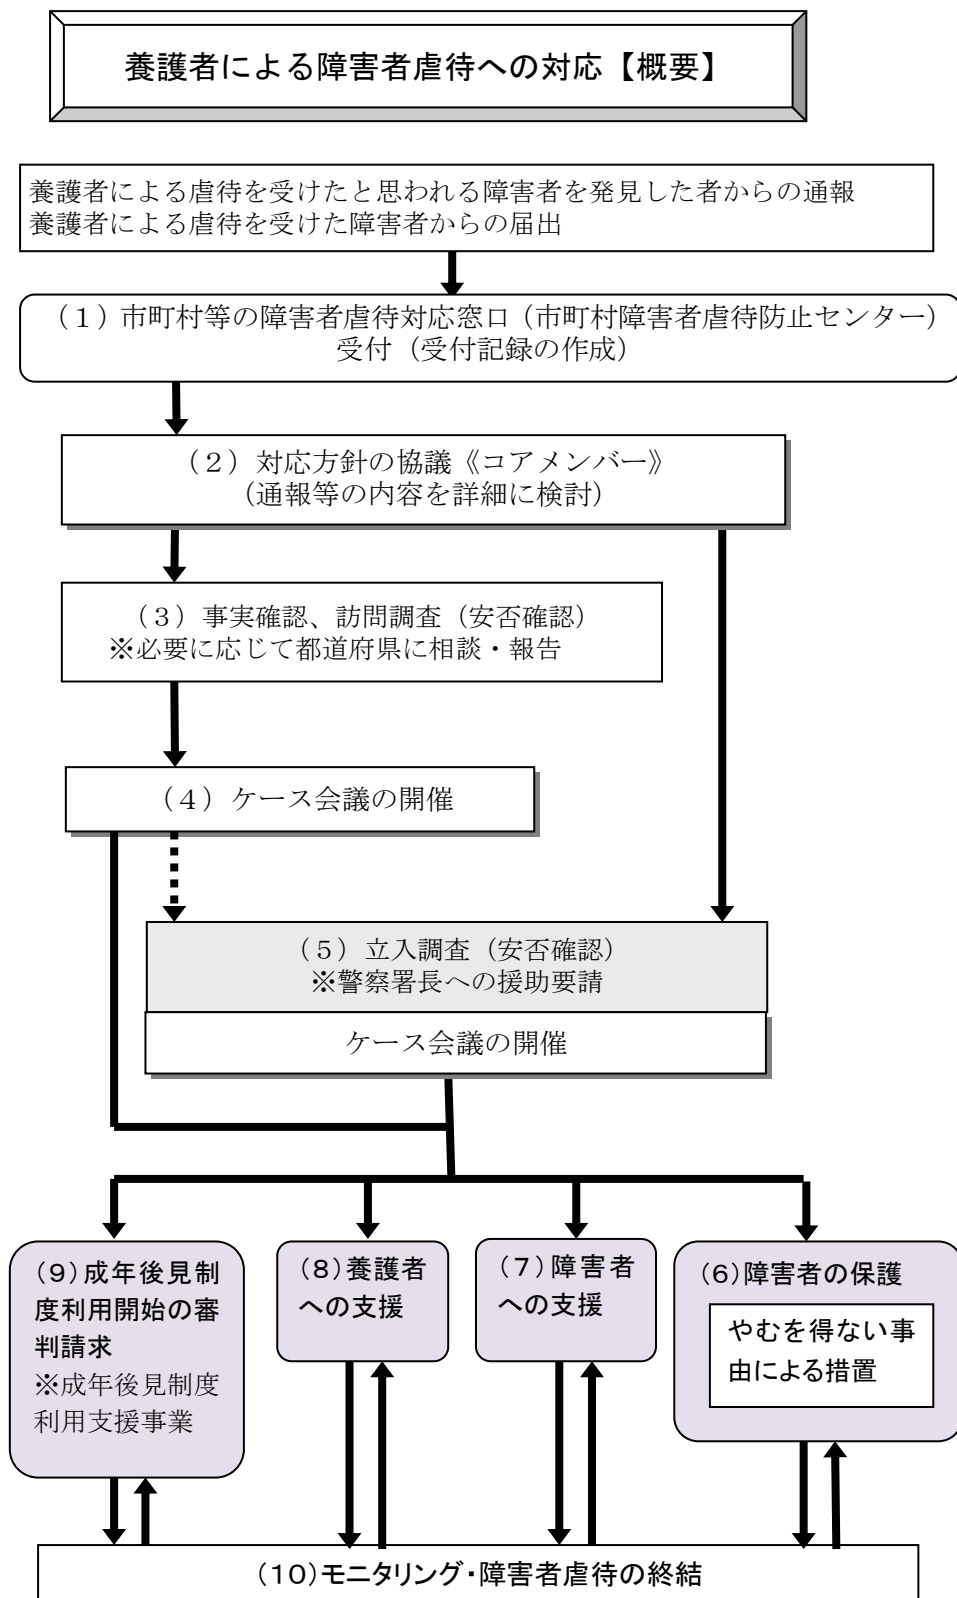 養護者による障害者虐待への対応【概要】
養護者による虐待を受けたと思われる障害者を発見した者からの通報
養護者による虐待を受けた障害者からの届出
（１）市町村等の障害者虐待対応窓口（市町村障害者虐待防止センター）
受付（受付記録の作成）
（２）対応方針の協議《コアメンバー》
（通報等の内容を詳細に検討）
（３）事実確認、訪問調査（安否確認）
※必要に応じて都道府県に相談・報告
（４）ケース会議の開催
（５）立入調査（安否確認）
※警察署長への援助要請
ケース会議の開催
（９）成年後見制
度利用開始の審
判請求
※成年後見制度
利用支援事業
（８）養護者
への支援
（７）障害者
への支援
（６）障害者の保護
やむを得ない事
由による措置
（１０）モニタリング・障害者虐待の終結